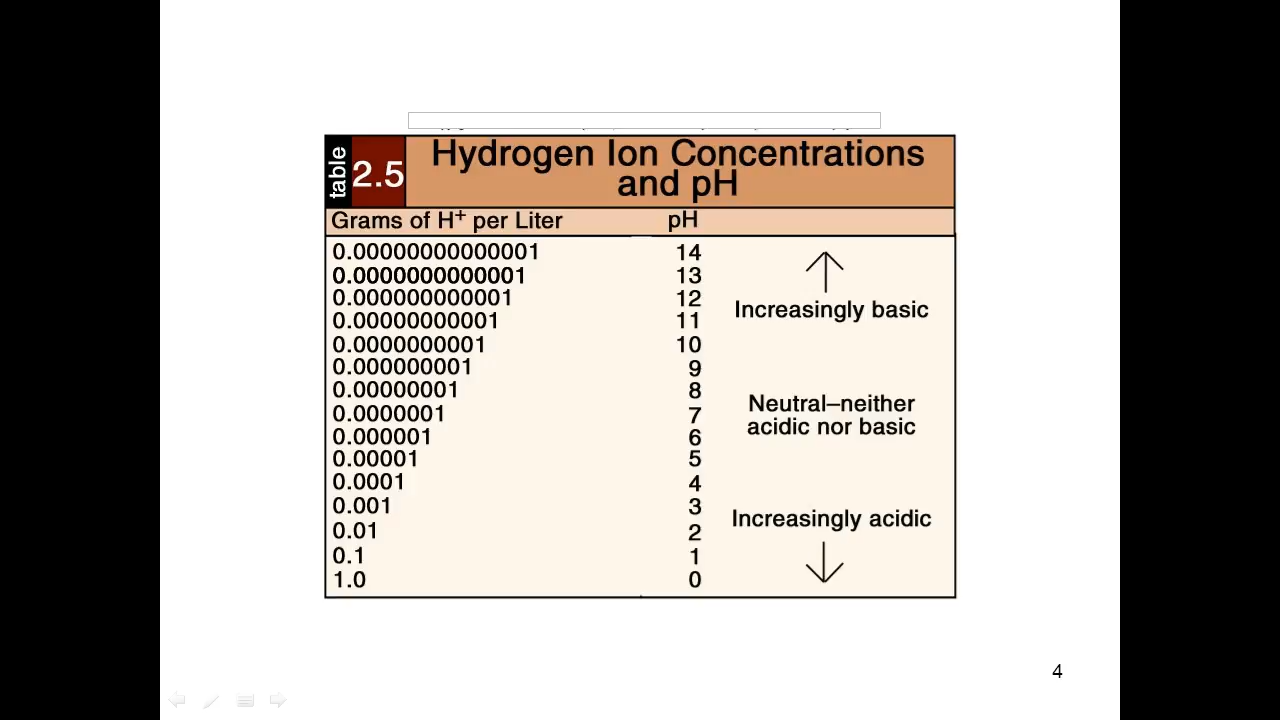 table 2.5 Hydrogen Ion Concentrations
and pH
Grams of H⁺ per Liter pH
0.00000000000001 14
0.0000000000001 13
0.000000000001 12
Increasingly basic
0.00000000001 11
0.0000000001 10
0.000000001 9
0.00000001 8
Neutral–neither
0.0000001 7
acidic nor basic
0.000001 6
0.00001 5
0.0001 4
0.001 3
Increasingly acidic
0.01 2
0.1 1
1.0 0
4